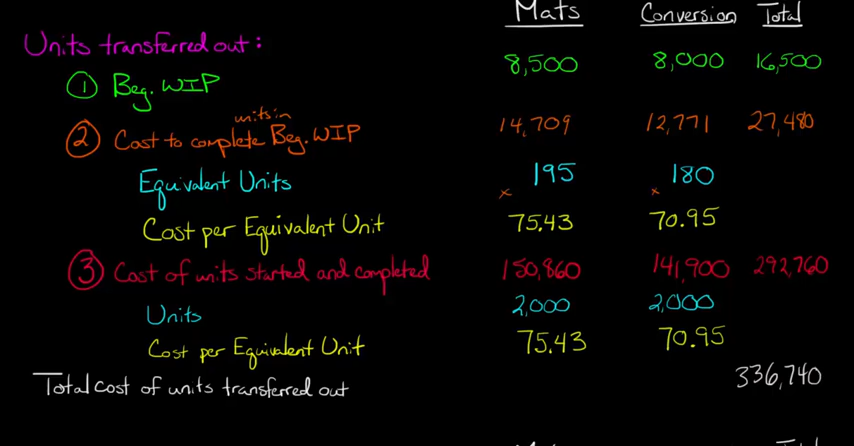 Mats Conversion Total
Units transferred out:
① Beg. WIP 8,500 8,000 16,500
units in
② Cost to complete Beg. WIP 14,709 12,771 27,480
Equivalent Units 195 180
x x
Cost per Equivalent Unit 75.43 70.95
③ Cost of units started and completed 150,860 141,900 292,760
Units 2,000 2,000
Cost per Equivalent Unit 75.43 70.95
336,740
Total cost of units transferred out